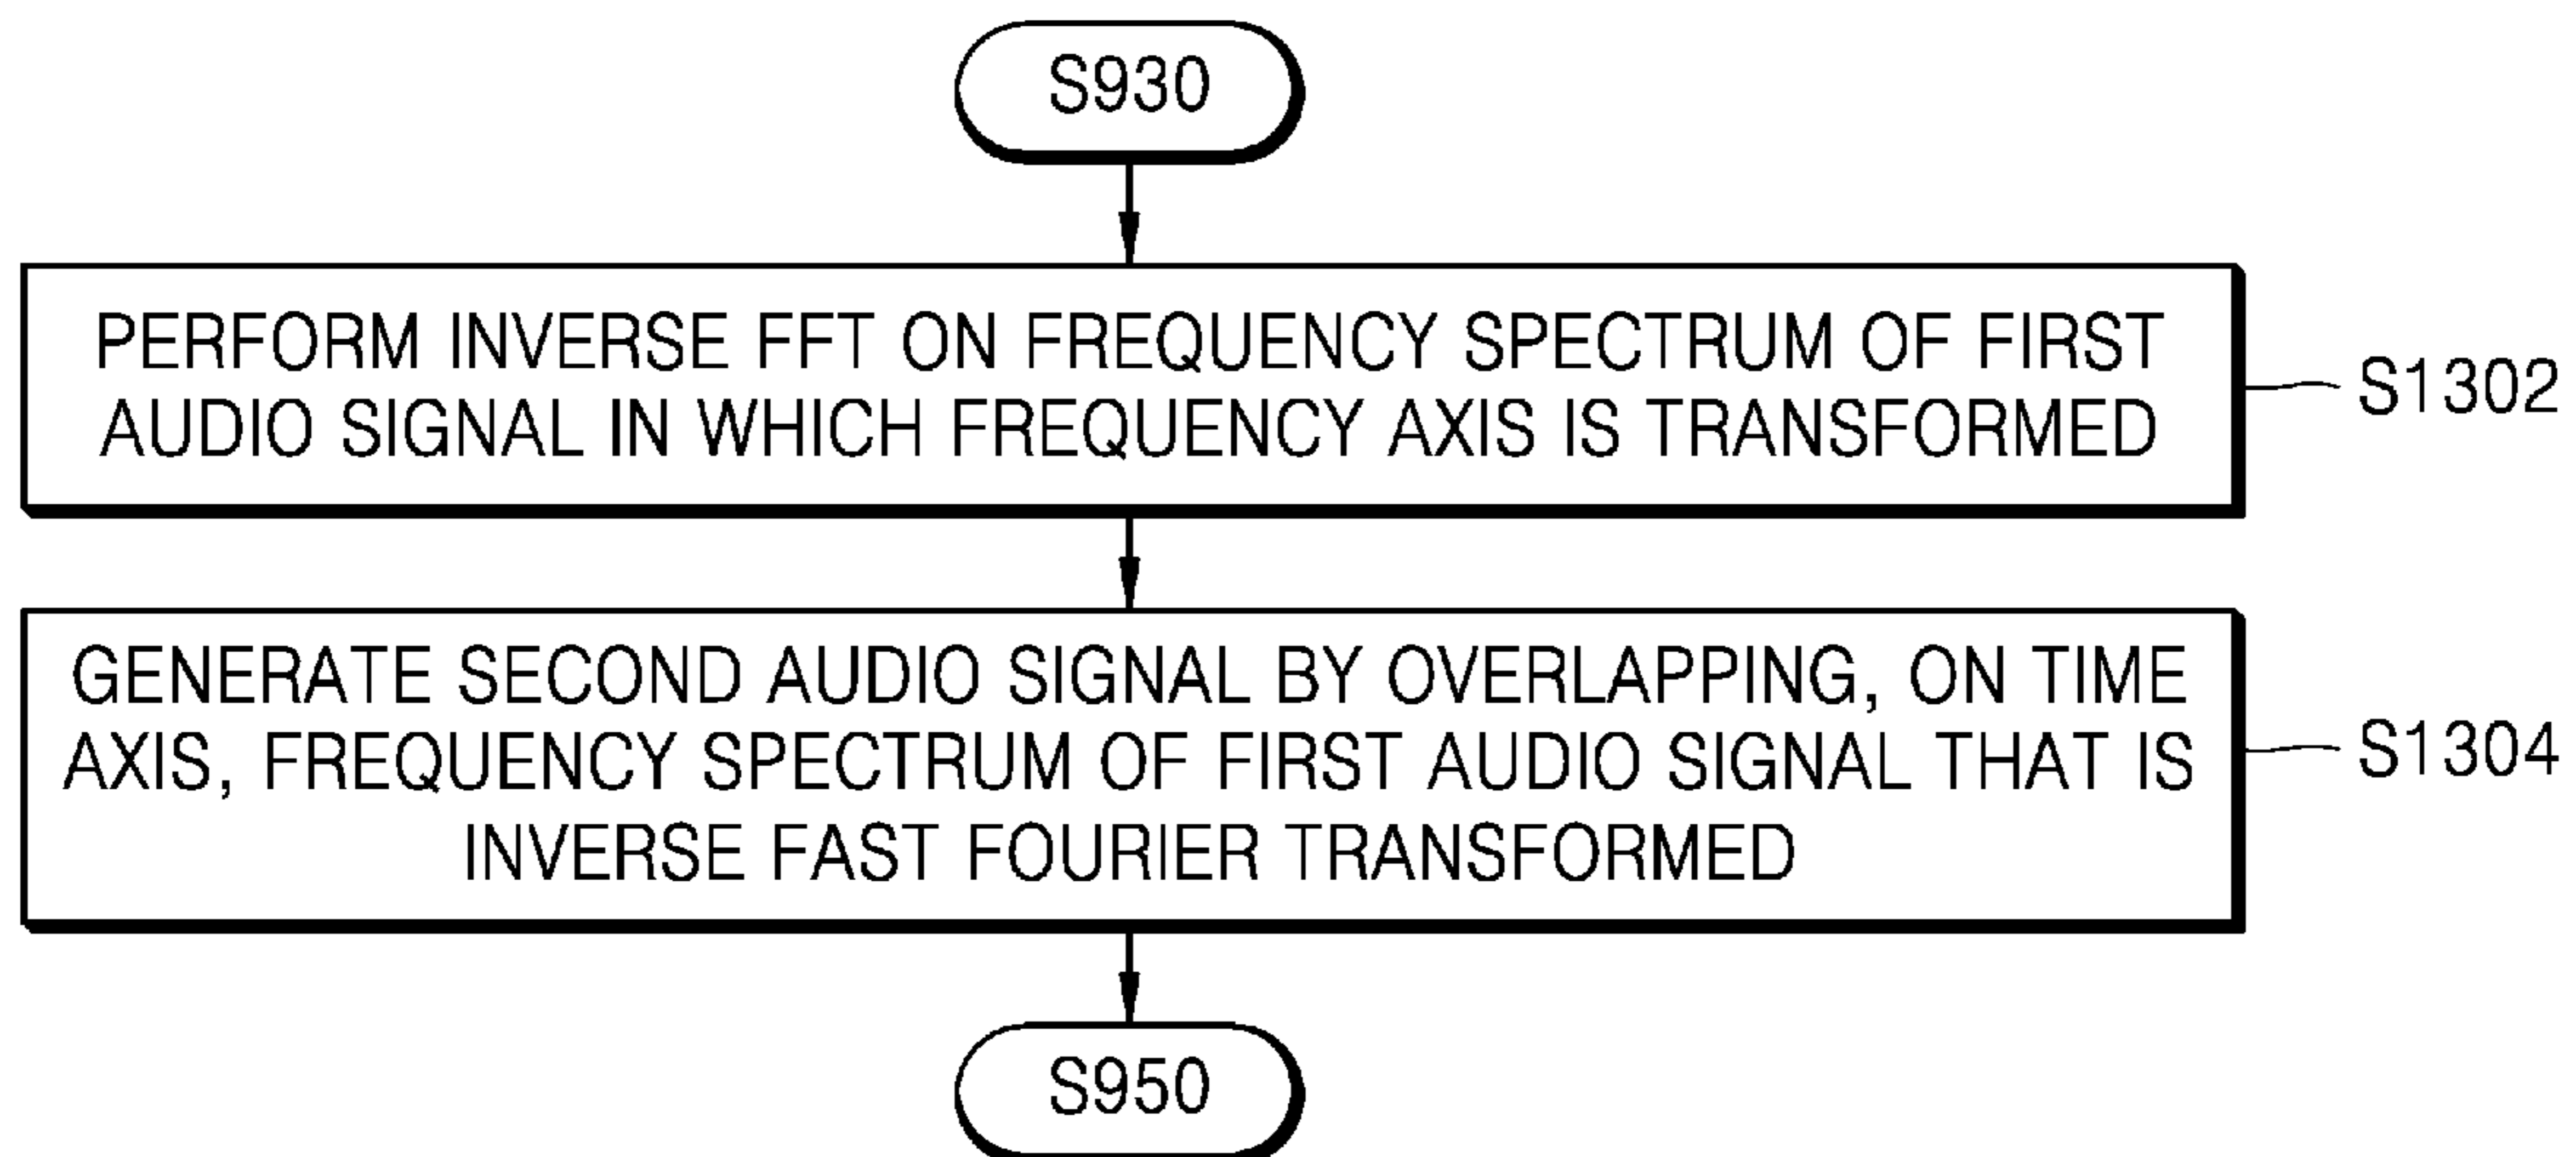 S930
PERFORM INVERSE FFT ON FREQUENCY SPECTRUM OF FIRST
AUDIO SIGNAL IN WHICH FREQUENCY AXIS IS TRANSFORMED
S1302
GENERATE SECOND AUDIO SIGNAL BY OVERLAPPING, ON TIME
AXIS, FREQUENCY SPECTRUM OF FIRST AUDIO SIGNAL THAT IS
INVERSE FAST FOURIER TRANSFORMED
S1304
S950